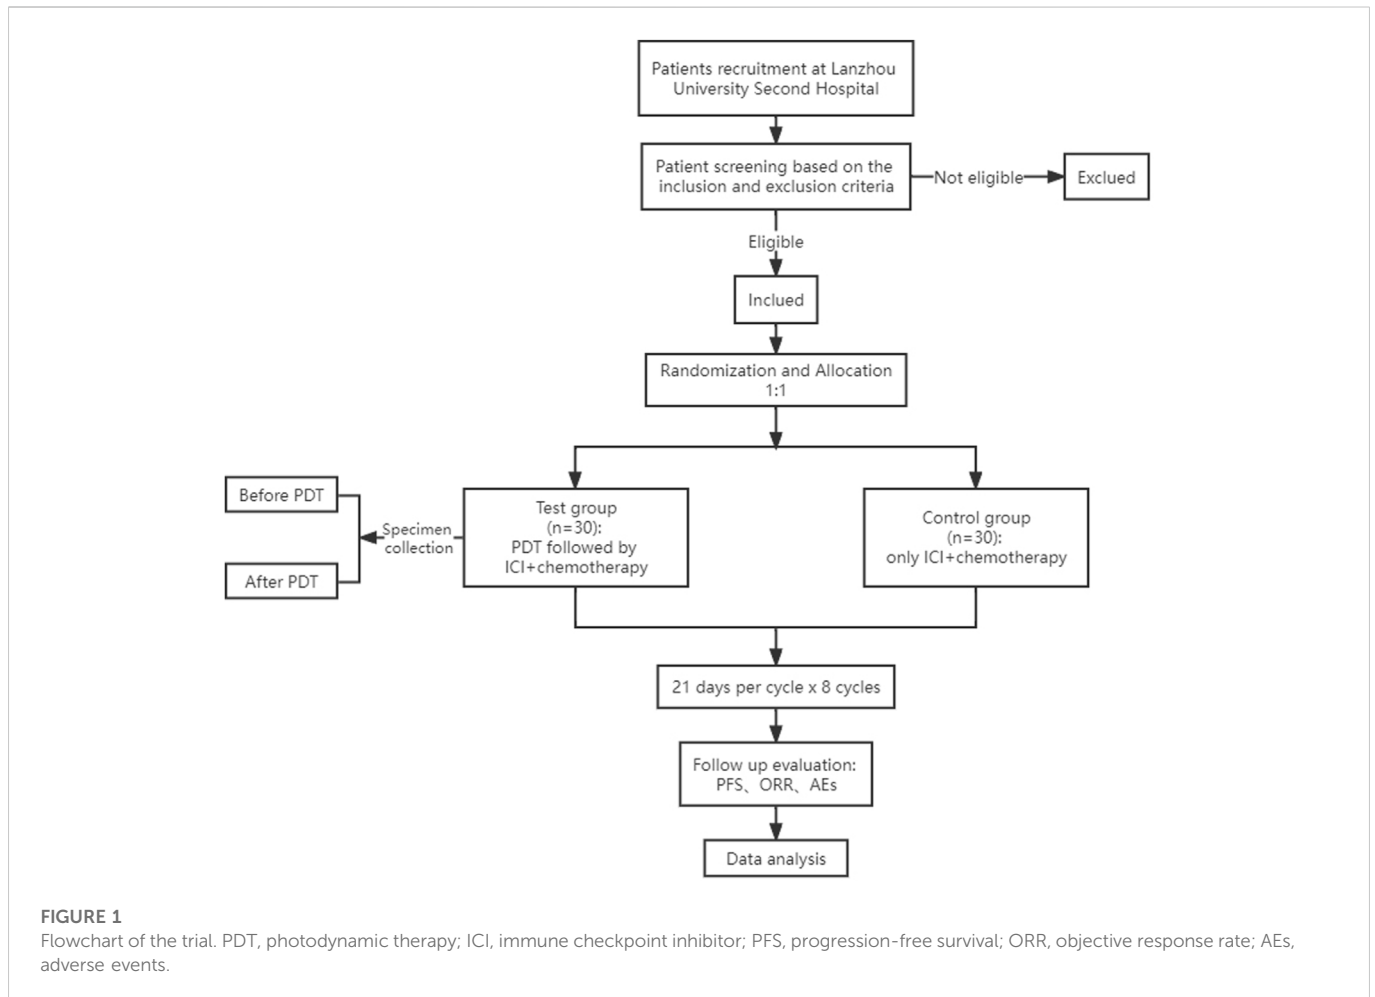 Patients recruitment at Lanzhou
University Second Hospital
Patient screening based on the
inclusion and exclusion criteria
Not eligible
Exclued
Eligible
Inclued
Randomization and Allocation
1:1
Before PDT
After PDT
Specimen
collection
Test group
(n=30):
PDT followed by
ICI+chemotherapy
Control group
(n=30):
only ICI+chemotherapy
21 days per cycle x 8 cycles
Follow up evaluation:
PFS、ORR、AEs
Data analysis
FIGURE 1
Flowchart of the trial. PDT, photodynamic therapy; ICI, immune checkpoint inhibitor; PFS, progression-free survival; ORR, objective response rate; AEs,
adverse events.